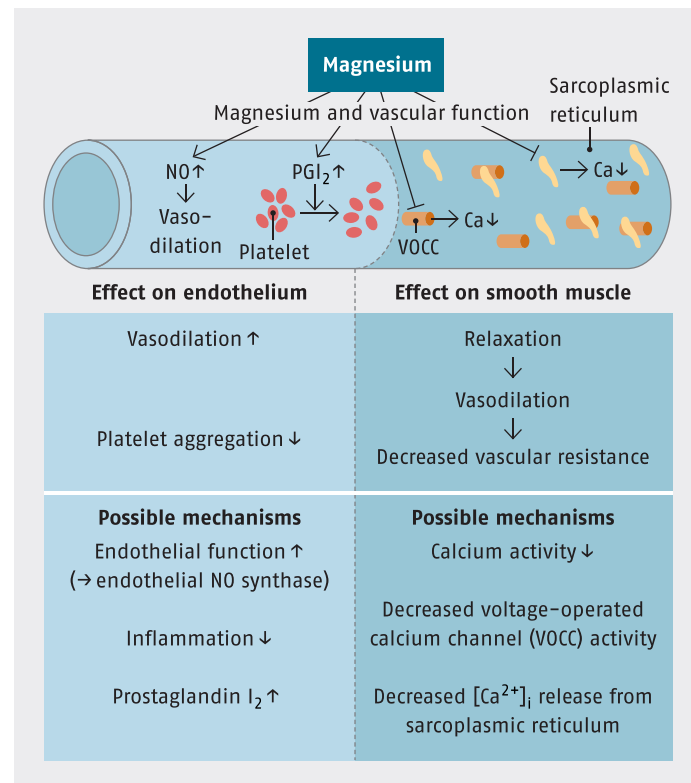 Magnesium
Magnesium and vascular function
Sarcoplasmic
reticulum
NO↑
Vaso-
dilation
PGI₂↑
Platelet
VOCC
Ca↓
Ca↓
Effect on endothelium
Vasodilation ↑
Platelet aggregation ↓
Effect on smooth muscle
Relaxation
↓
Vasodilation
↓
Decreased vascular resistance
Possible mechanisms
Endothelial function ↑
(→ endothelial NO synthase)
Inflammation ↓
Prostaglandin I₂ ↑
Possible mechanisms
Calcium activity ↓
Decreased voltage-operated
calcium channel (VOCC) activity
Decreased [Ca²⁺]ᵢ release from
sarcoplasmic reticulum